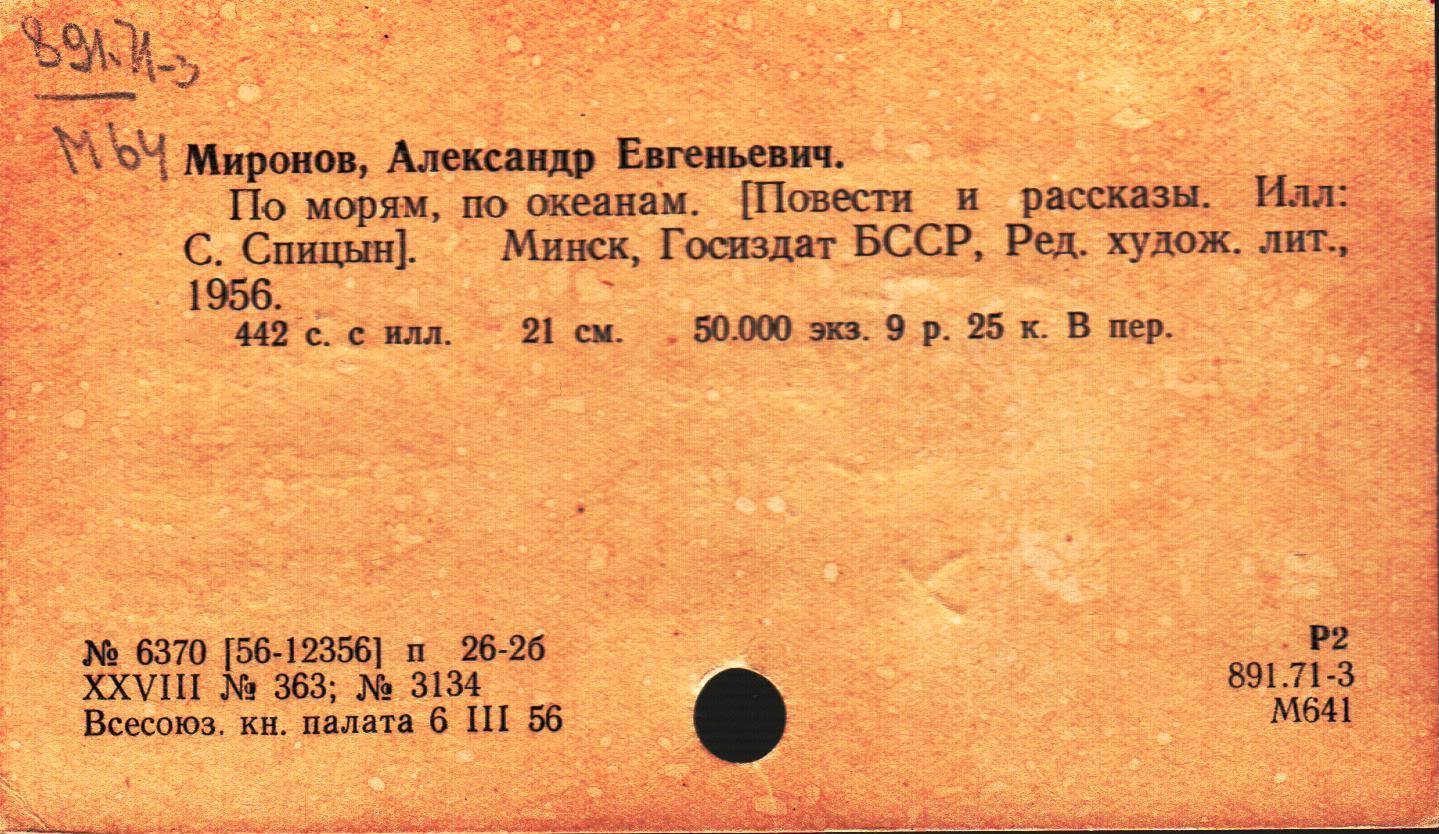 891.71-3
М64
Миронов, Александр Евгеньевич.
По морям, по океанам. [Повести и рассказы. Илл:
С. Спицын]. Минск, Госиздат БССР, Ред. худож. лит.,
1956.
442 с. с илл. 21 см. 50.000 экз. 9 р. 25 к. В пер.
№ 6370 [56-12356] п 26-2б
XXVIII № 363; № 3134
Всесоюз. кн. палата 6 III 56
Р2
891.71-3
М641